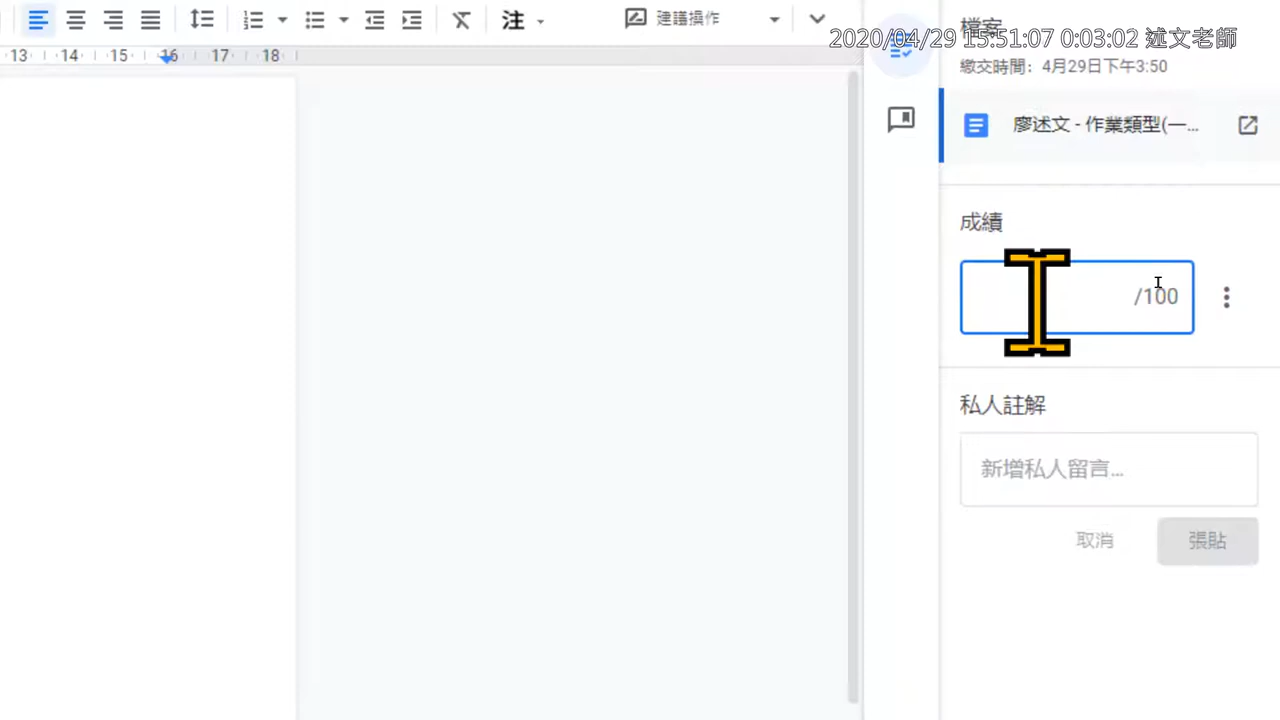 注
建議操作
13 14 15 16 17 18
檔案
2020/04/29 15:51:07 0:03:02 述文老師
繳交時間：4月29日下午3:50
廖述文 - 作業類型(一...
成績
/100
私人註解
新增私人留言...
取消
張貼